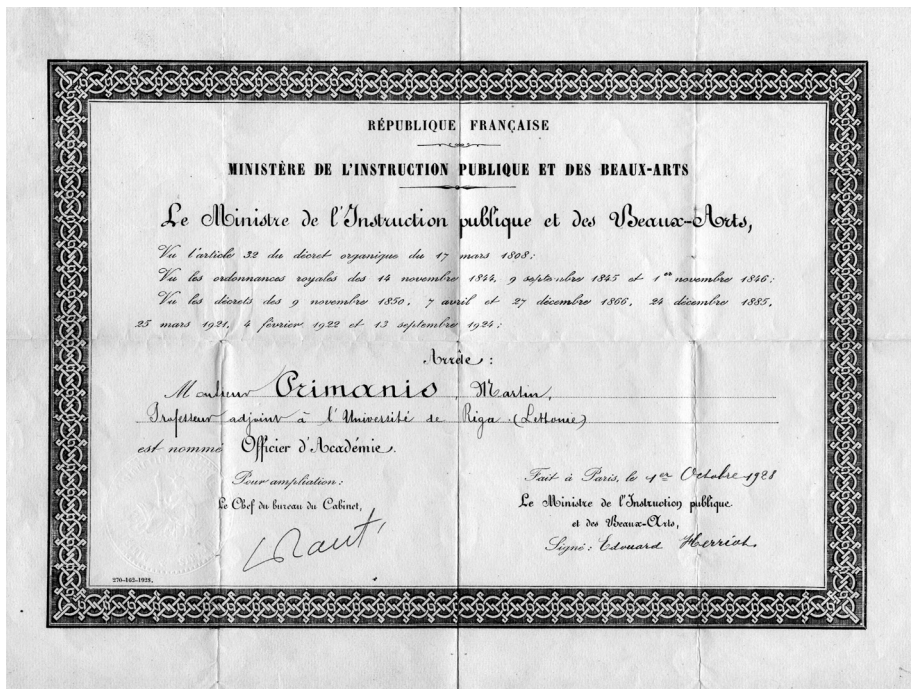 RÉPUBLIQUE FRANÇAISE
MINISTÈRE DE L'INSTRUCTION PUBLIQUE ET DES BEAUX-ARTS
Le Ministre de l'Instruction publique et des Beaux-Arts,
Vu l'article 32 du décret organique du 17 mars 1808;
Vu les ordonnances royales des 14 novembre 1844, 9 septembre 1845 et 1er novembre 1846;
Vu les décrets des 9 novembre 1850, 7 avril et 27 décembre 1866, 24 décembre 1885,
25 mars 1921, 4 février 1922 et 13 septembre 1924;
Arrête:
Monsieur Primanis, Martin,
Professeur adjoint à l'Université de Riga (Lettonie)
est nommé Officier d'Académie.
Pour ampliation:
Le Chef du bureau du Cabinet,
Fait à Paris, le 1er Octobre 1928
Le Ministre de l'Instruction publique
et des Beaux-Arts,
Signé: Edouard Herriot
270-162-1928.